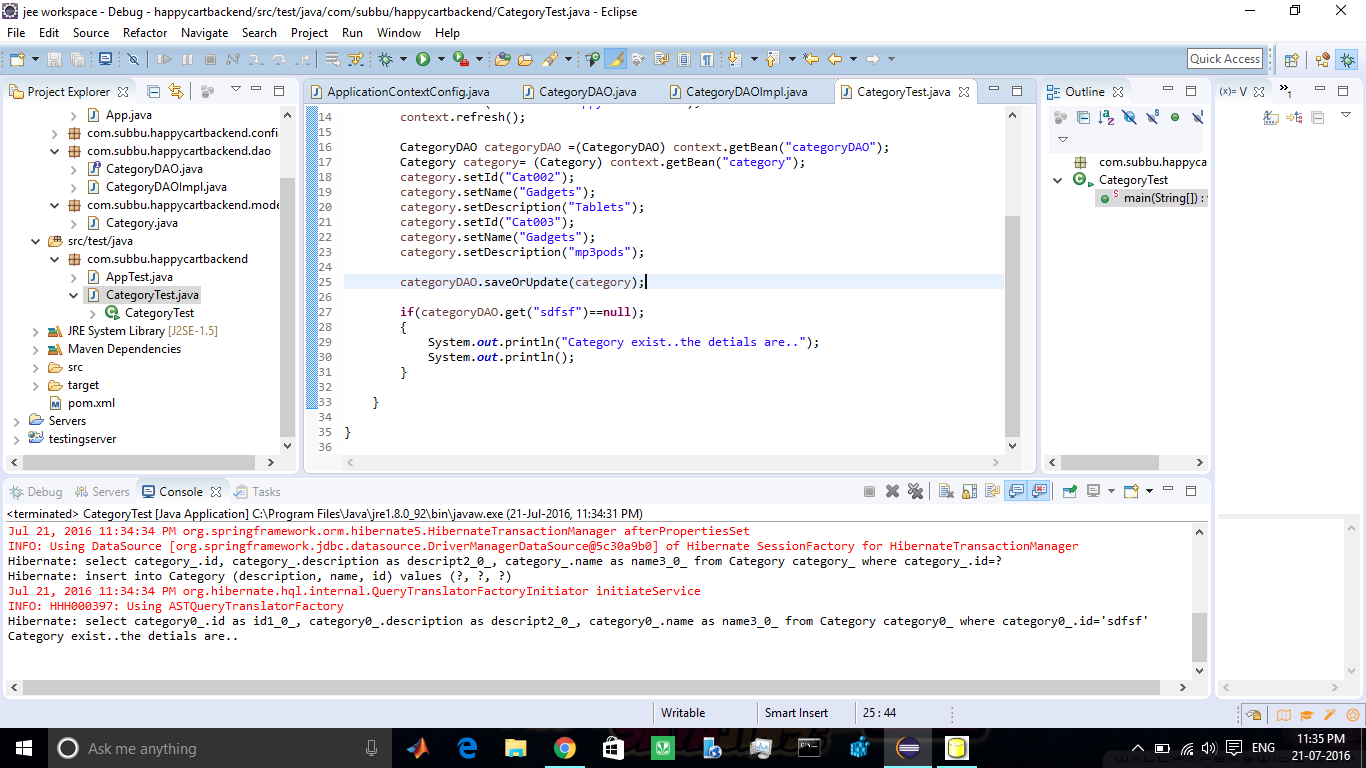 jee workspace - Debug - happycartbackend/src/test/java/com/subbu/happycartbackend/CategoryTest.java - Eclipse
File Edit Source Refactor Navigate Search Project Run Window Help
Quick Access
Project Explorer
App.java
com.subbu.happycartbackend.confi
com.subbu.happycartbackend.dao
CategoryDAO.java
CategoryDAOImpl.java
com.subbu.happycartbackend.mode
Category.java
src/test/java
com.subbu.happycartbackend
AppTest.java
CategoryTest.java
CategoryTest
JRE System Library [J2SE-1.5]
Maven Dependencies
src
target
pom.xml
Servers
testingserver
ApplicationContextConfig.java CategoryDAO.java CategoryDAOImpl.java CategoryTest.java
14 context.refresh();
15
16 CategoryDAO categoryDAO =(CategoryDAO) context.getBean("categoryDAO");
17 Category category= (Category) context.getBean("category");
18 category.setId("Cat002");
19 category.setName("Gadgets");
20 category.setDescription("Tablets");
21 category.setId("Cat003");
22 category.setName("Gadgets");
23 category.setDescription("mp3pods");
24
25 categoryDAO.saveOrUpdate(category);
26
27 if(categoryDAO.get("sdfsf")==null);
28 {
29 System.out.println("Category exist..the detials are..");
30 System.out.println();
31 }
32
33 }
34
35 }
36
Outline
com.subbu.happyca
CategoryTest
main(String[]) :
(x)= V
»1
Debug Servers Console Tasks
<terminated> CategoryTest [Java Application] C:\Program Files\Java\jre1.8.0_92\bin\javaw.exe (21-Jul-2016, 11:34:31 PM)
Jul 21, 2016 11:34:34 PM org.springframework.orm.hibernate5.HibernateTransactionManager afterPropertiesSet
INFO: Using DataSource [org.springframework.jdbc.datasource.DriverManagerDataSource@5c30a9b0] of Hibernate SessionFactory for HibernateTransactionManager
Hibernate: select category_.id, category_.description as descript2_0_, category_.name as name3_0_ from Category category_ where category_.id=?
Hibernate: insert into Category (description, name, id) values (?, ?, ?)
Jul 21, 2016 11:34:34 PM org.hibernate.hql.internal.QueryTranslatorFactoryInitiator initiateService
INFO: HHH000397: Using ASTQueryTranslatorFactory
Hibernate: select category0_.id as id1_0_, category0_.description as descript2_0_, category0_.name as name3_0_ from Category category0_ where category0_.id='sdfsf'
Category exist..the detials are..
Writable Smart Insert 25 : 44
Ask me anything
ENG
11:35 PM
21-07-2016